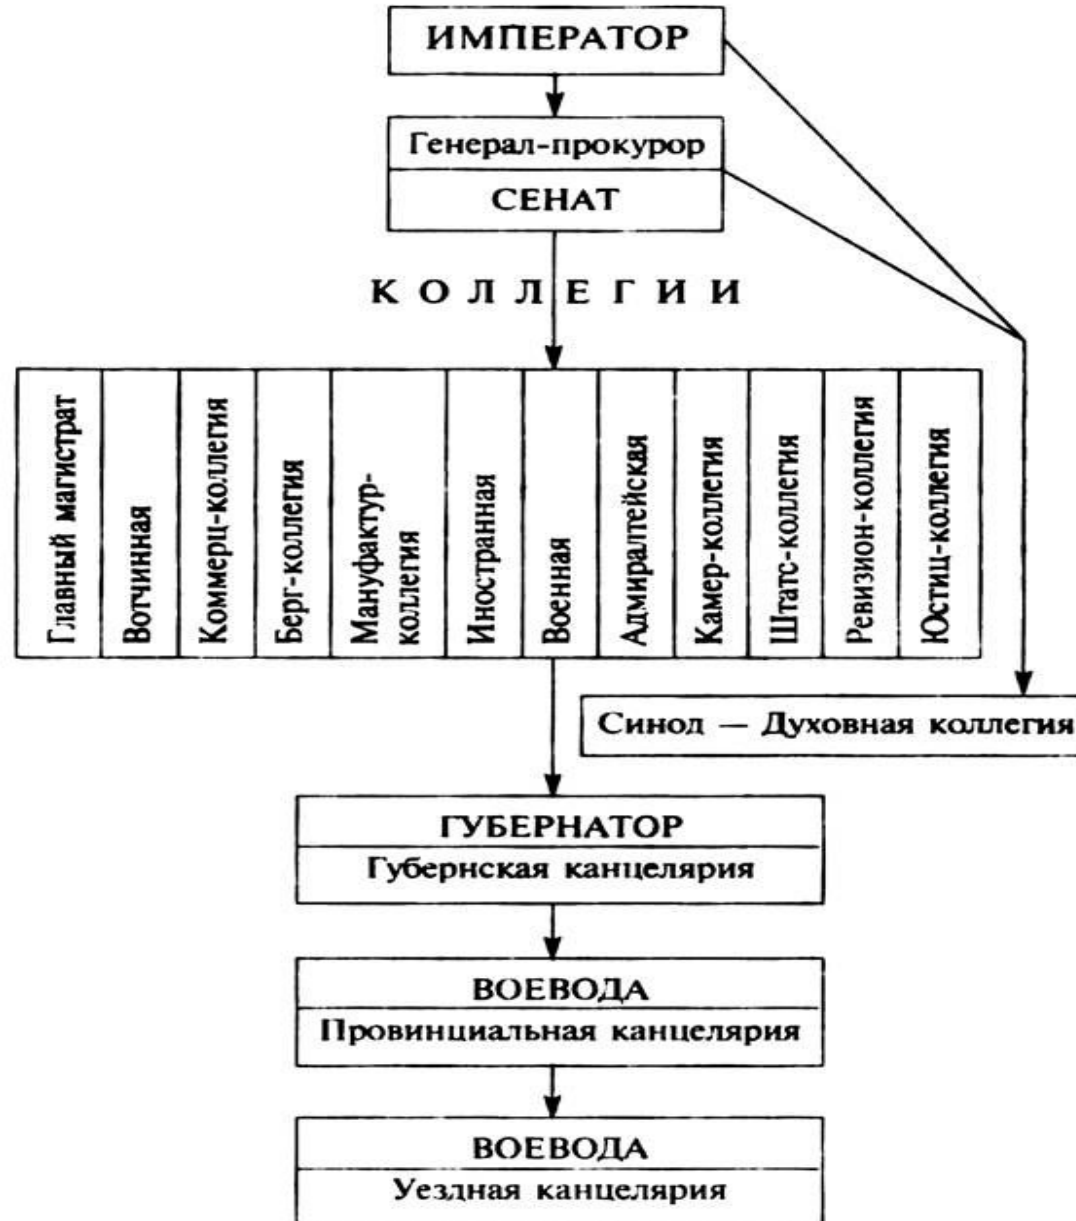 ИМПЕРАТОР
Генерал-прокурор
СЕНАТ
КОЛЛЕГИИ
Главный магистрат
Вотчинная
Коммерц-коллегия
Берг-коллегия
Мануфактур-
коллегия
Иностранная
Военная
Адмиралтейская
Камер-коллегия
Штатс-коллегия
Ревизион-коллегия
Юстиц-коллегия
Синод — Духовная коллегия
ГУБЕРНАТОР
Губернская канцелярия
ВОЕВОДА
Провинциальная канцелярия
ВОЕВОДА
Уездная канцелярия